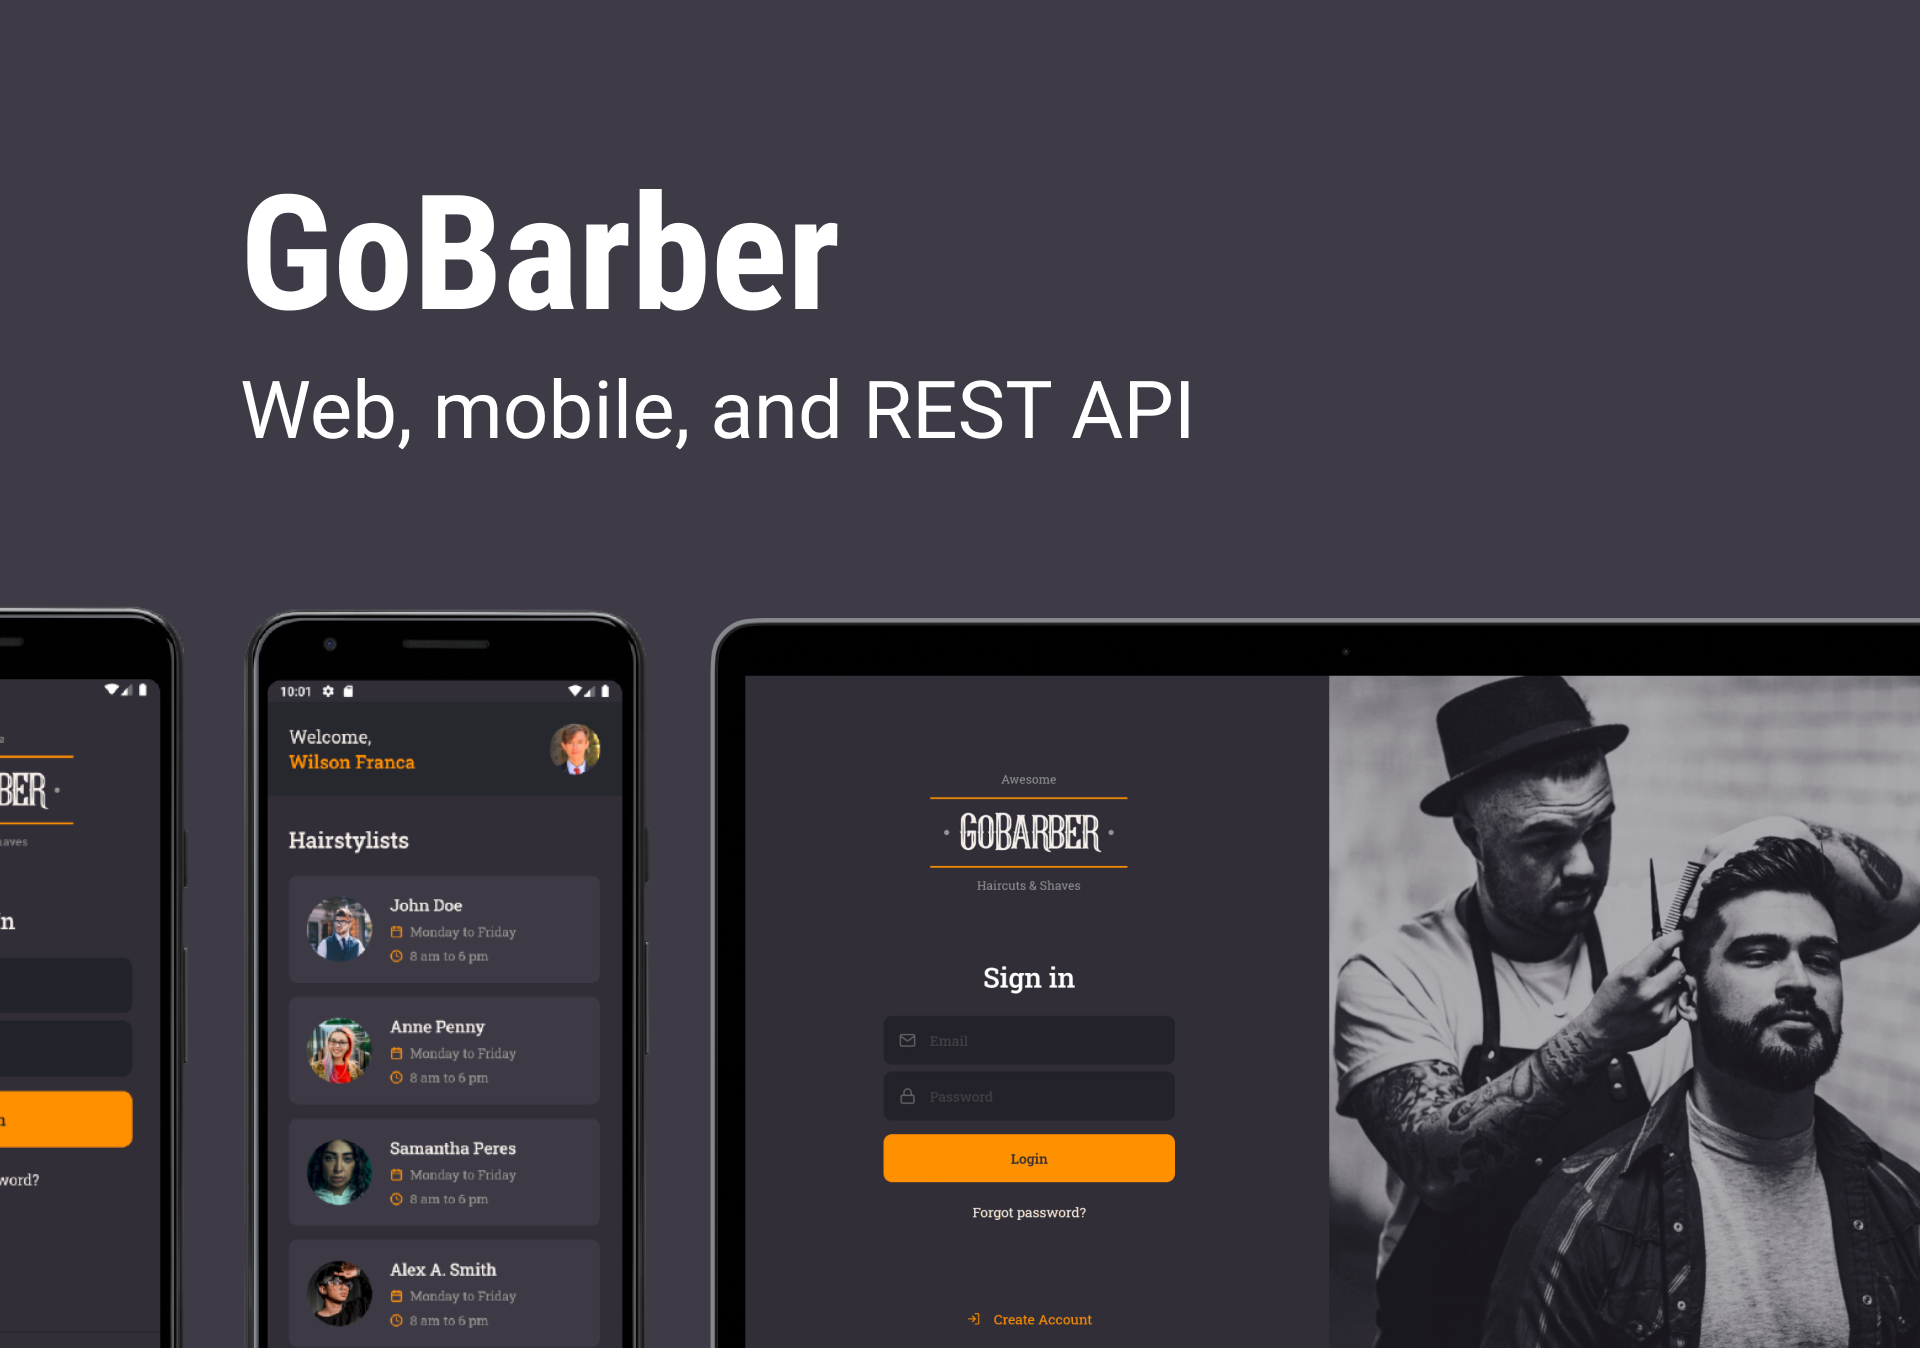 GoBarber
Web, mobile, and REST API
BER
aves
n
n
word?
10:01
Welcome,
Wilson Franca
Hairstylists
John Doe
Monday to Friday
8 am to 6 pm
Anne Penny
Monday to Friday
8 am to 6 pm
Samantha Peres
Monday to Friday
8 am to 6 pm
Alex A. Smith
Monday to Friday
8 am to 6 pm
Awesome
GOBARBER
Haircuts & Shaves
Sign in
Email
Password
Login
Forgot password?
Create Account